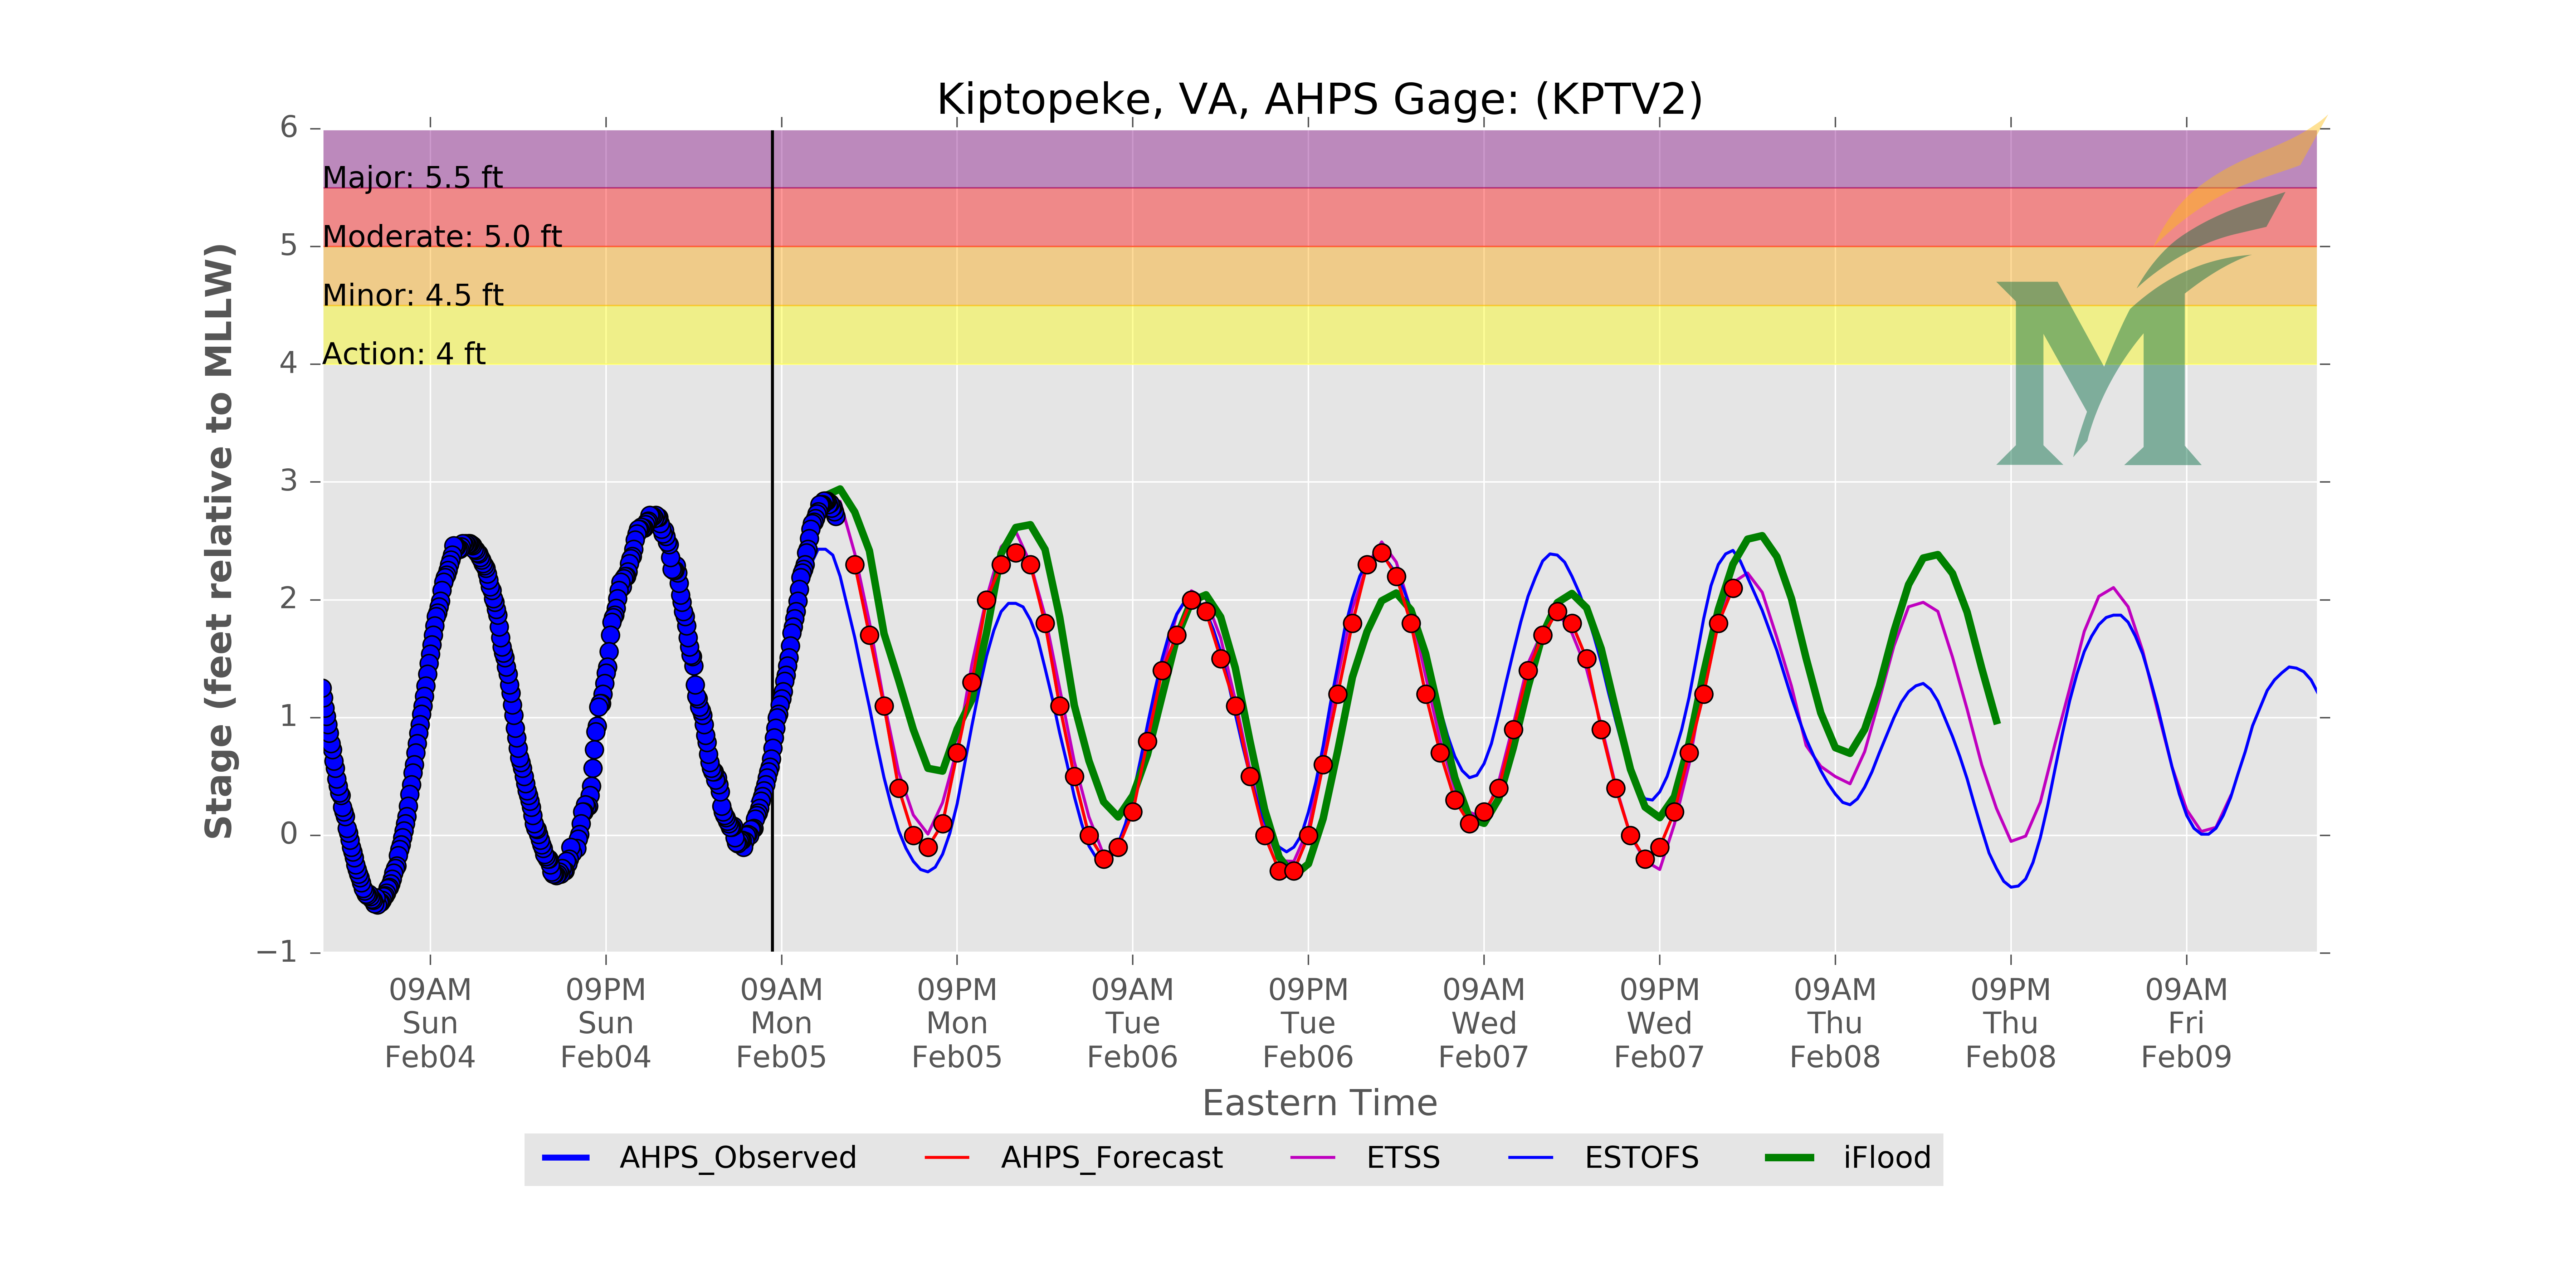 Kiptopeke, VA, AHPS Gage: (KPTV2)
6
5
4
3
2
1
0
−1
Stage (feet relative to MLLW)
Major: 5.5 ft
Moderate: 5.0 ft
Minor: 4.5 ft
Action: 4 ft
M
09AM 09PM 09AM 09PM 09AM 09PM 09AM 09PM 09AM 09PM 09AM
Sun Sun Mon Mon Tue Tue Wed Wed Thu Thu Fri
Feb04 Feb04 Feb05 Feb05 Feb06 Feb06 Feb07 Feb07 Feb08 Feb08 Feb09
Eastern Time
AHPS_Observed AHPS_Forecast ETSS ESTOFS iFlood